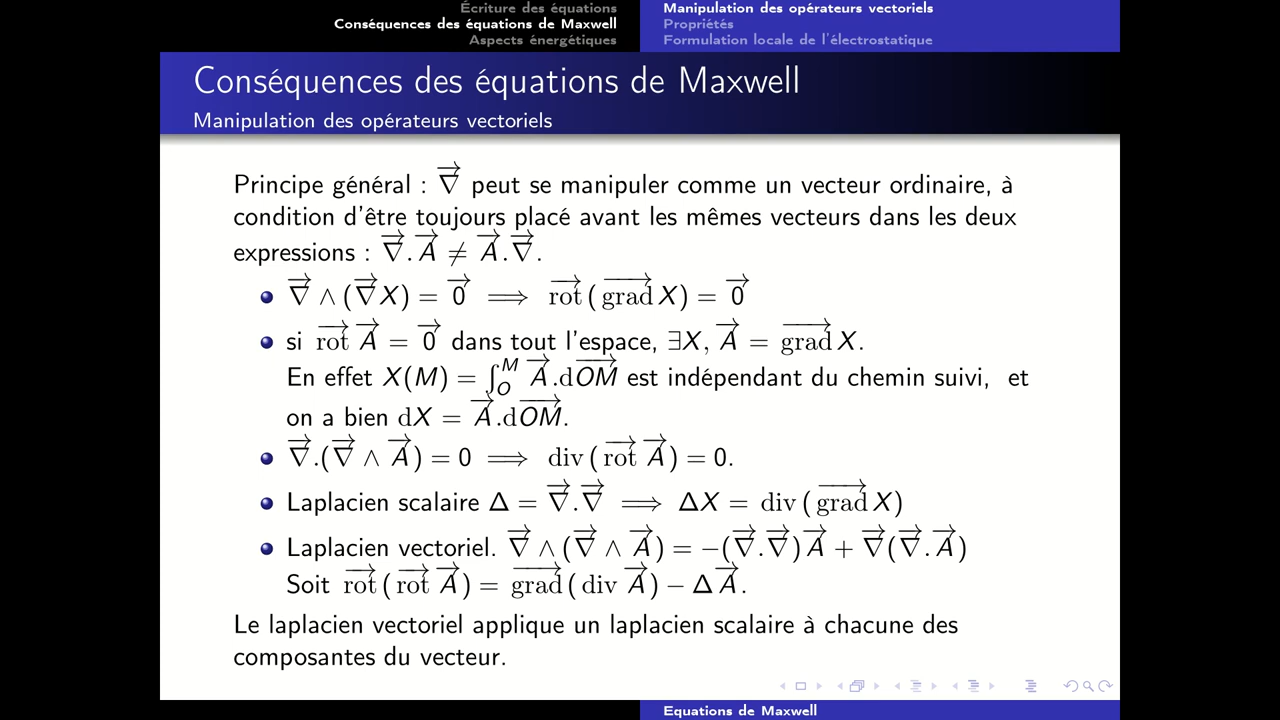 Écriture des équations
Conséquences des équations de Maxwell
Aspects énergétiques
Manipulation des opérateurs vectoriels
Propriétés
Formulation locale de l'électrostatique
Conséquences des équations de Maxwell
Manipulation des opérateurs vectoriels
Principe général : ∇⃗ peut se manipuler comme un vecteur ordinaire, à
condition d'être toujours placé avant les mêmes vecteurs dans les deux
expressions : ∇⃗.A⃗ ≠ A⃗.∇⃗.
∇⃗ ∧ (∇⃗X) = 0⃗ ⟹ rot⃗ (grad⃗ X) = 0⃗
si rot⃗ A⃗ = 0⃗ dans tout l'espace, ∃X, A⃗ = grad⃗ X.
En effet X(M) = ∫_O^M A⃗.dOM⃗ est indépendant du chemin suivi, et
on a bien dX = A⃗.dOM⃗.
∇⃗.(∇⃗ ∧ A⃗) = 0 ⟹ div (rot⃗ A⃗) = 0.
Laplacien scalaire Δ = ∇⃗.∇⃗ ⟹ ΔX = div (grad⃗ X)
Laplacien vectoriel. ∇⃗ ∧ (∇⃗ ∧ A⃗) = −(∇⃗.∇⃗)A⃗ + ∇⃗(∇⃗.A⃗)
Soit rot⃗ (rot⃗ A⃗) = grad⃗ (div A⃗) − ΔA⃗.
Le laplacien vectoriel applique un laplacien scalaire à chacune des
composantes du vecteur.
Equations de Maxwell